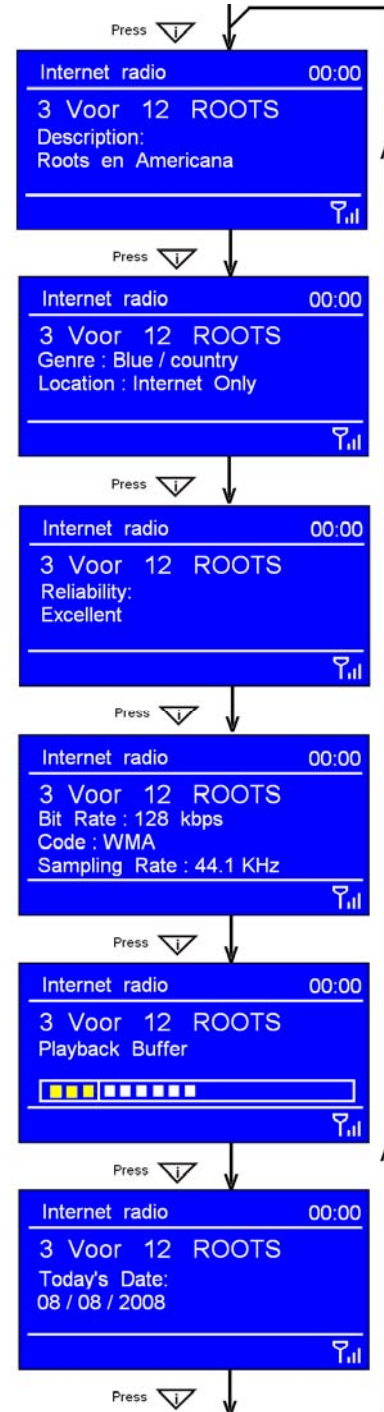 Press i
Internet radio 00:00
3 Voor 12 ROOTS
Description:
Roots en Americana
Press i
Internet radio 00:00
3 Voor 12 ROOTS
Genre : Blue / country
Location : Internet Only
Press i
Internet radio 00:00
3 Voor 12 ROOTS
Reliability:
Excellent
Press i
Internet radio 00:00
3 Voor 12 ROOTS
Bit Rate : 128 kbps
Code : WMA
Sampling Rate : 44.1 KHz
Press i
Internet radio 00:00
3 Voor 12 ROOTS
Playback Buffer
Press i
Internet radio 00:00
3 Voor 12 ROOTS
Today's Date:
08 / 08 / 2008
Press i